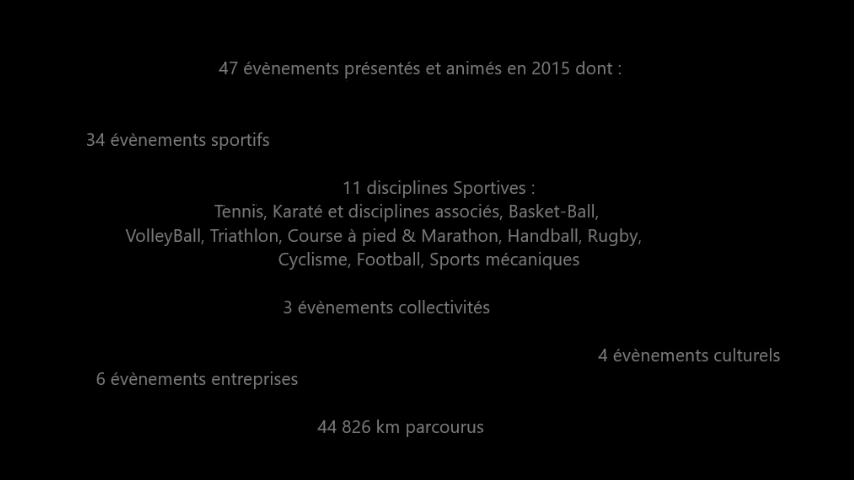 47 évènements présentés et animés en 2015 dont :
34 évènements sportifs
11 disciplines Sportives :
Tennis, Karaté et disciplines associés, Basket-Ball,
VolleyBall, Triathlon, Course à pied & Marathon, Handball, Rugby,
Cyclisme, Football, Sports mécaniques
3 évènements collectivités
4 évènements culturels
6 évènements entreprises
44 826 km parcourus